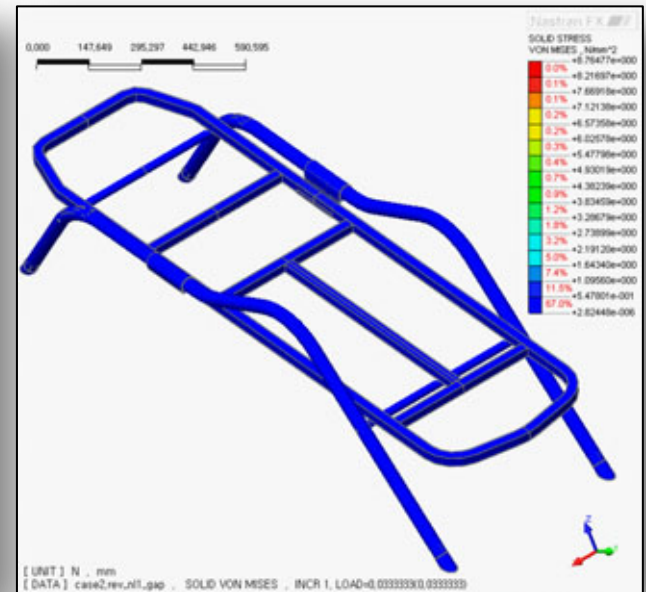 Nastran FX
SOLID STRESS
VON MISES , N/mm^2
0,000 147,649 295,297 442,946 590,595
+8.76477e+000
0.0%
+8.21697e+000
0.1%
+7.66918e+000
0.1%
+7.12138e+000
0.2%
+6.57358e+000
0.2%
+6.02578e+000
0.3%
+5.47798e+000
0.4%
+4.93019e+000
0.7%
+4.38239e+000
0.9%
+3.83459e+000
1.2%
+3.28679e+000
1.8%
+2.73899e+000
3.2%
+2.19120e+000
5.0%
+1.64340e+000
7.4%
+1.09560e+000
11.5%
+5.47801e-001
67.0%
+2.82448e-006
Z
[ UNIT ] N , mm
[ DATA ] case2,rev,nl1,gap , SOLID VON MISES , INCR 1, LOAD=0,0333333(0,0333333)